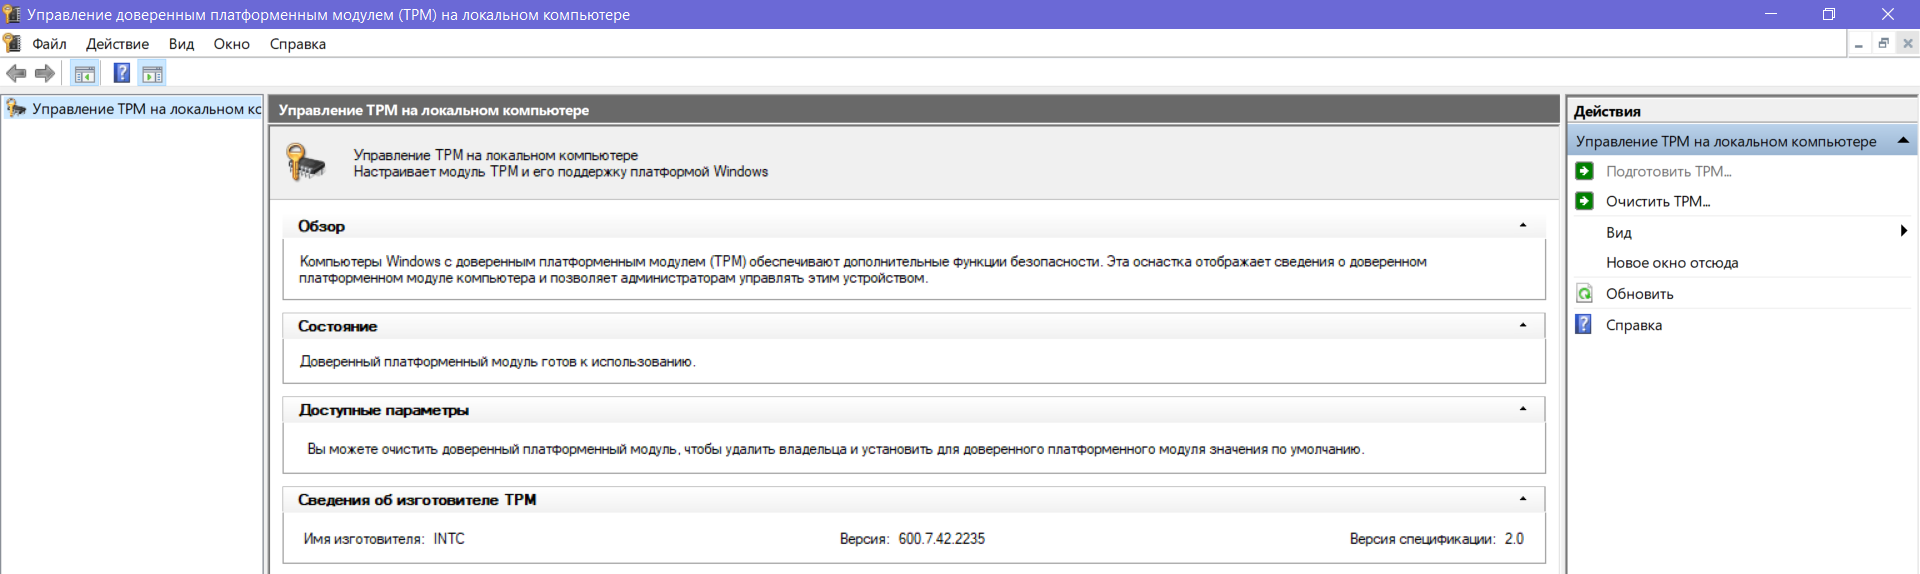 Управление доверенным платформенным модулем (TPM) на локальном компьютере
Файл Действие Вид Окно Справка
Управление TPM на локальном кс
Управление TPM на локальном компьютере
Управление TPM на локальном компьютере
Настраивает модуль TPM и его поддержку платформой Windows
Обзор
Компьютеры Windows с доверенным платформенным модулем (TPM) обеспечивают дополнительные функции безопасности. Эта оснастка отображает сведения о доверенном
платформенном модуле компьютера и позволяет администраторам управлять этим устройством.
Состояние
Доверенный платформенный модуль готов к использованию.
Доступные параметры
Вы можете очистить доверенный платформенный модуль, чтобы удалить владельца и установить для доверенного платформенного модуля значения по умолчанию.
Сведения об изготовителе TPM
Имя изготовителя: INTC Версия: 600.7.42.2235 Версия спецификации: 2.0
Действия
Управление TPM на локальном компьютере
Подготовить TPM...
Очистить TPM...
Вид
Новое окно отсюда
Обновить
Справка